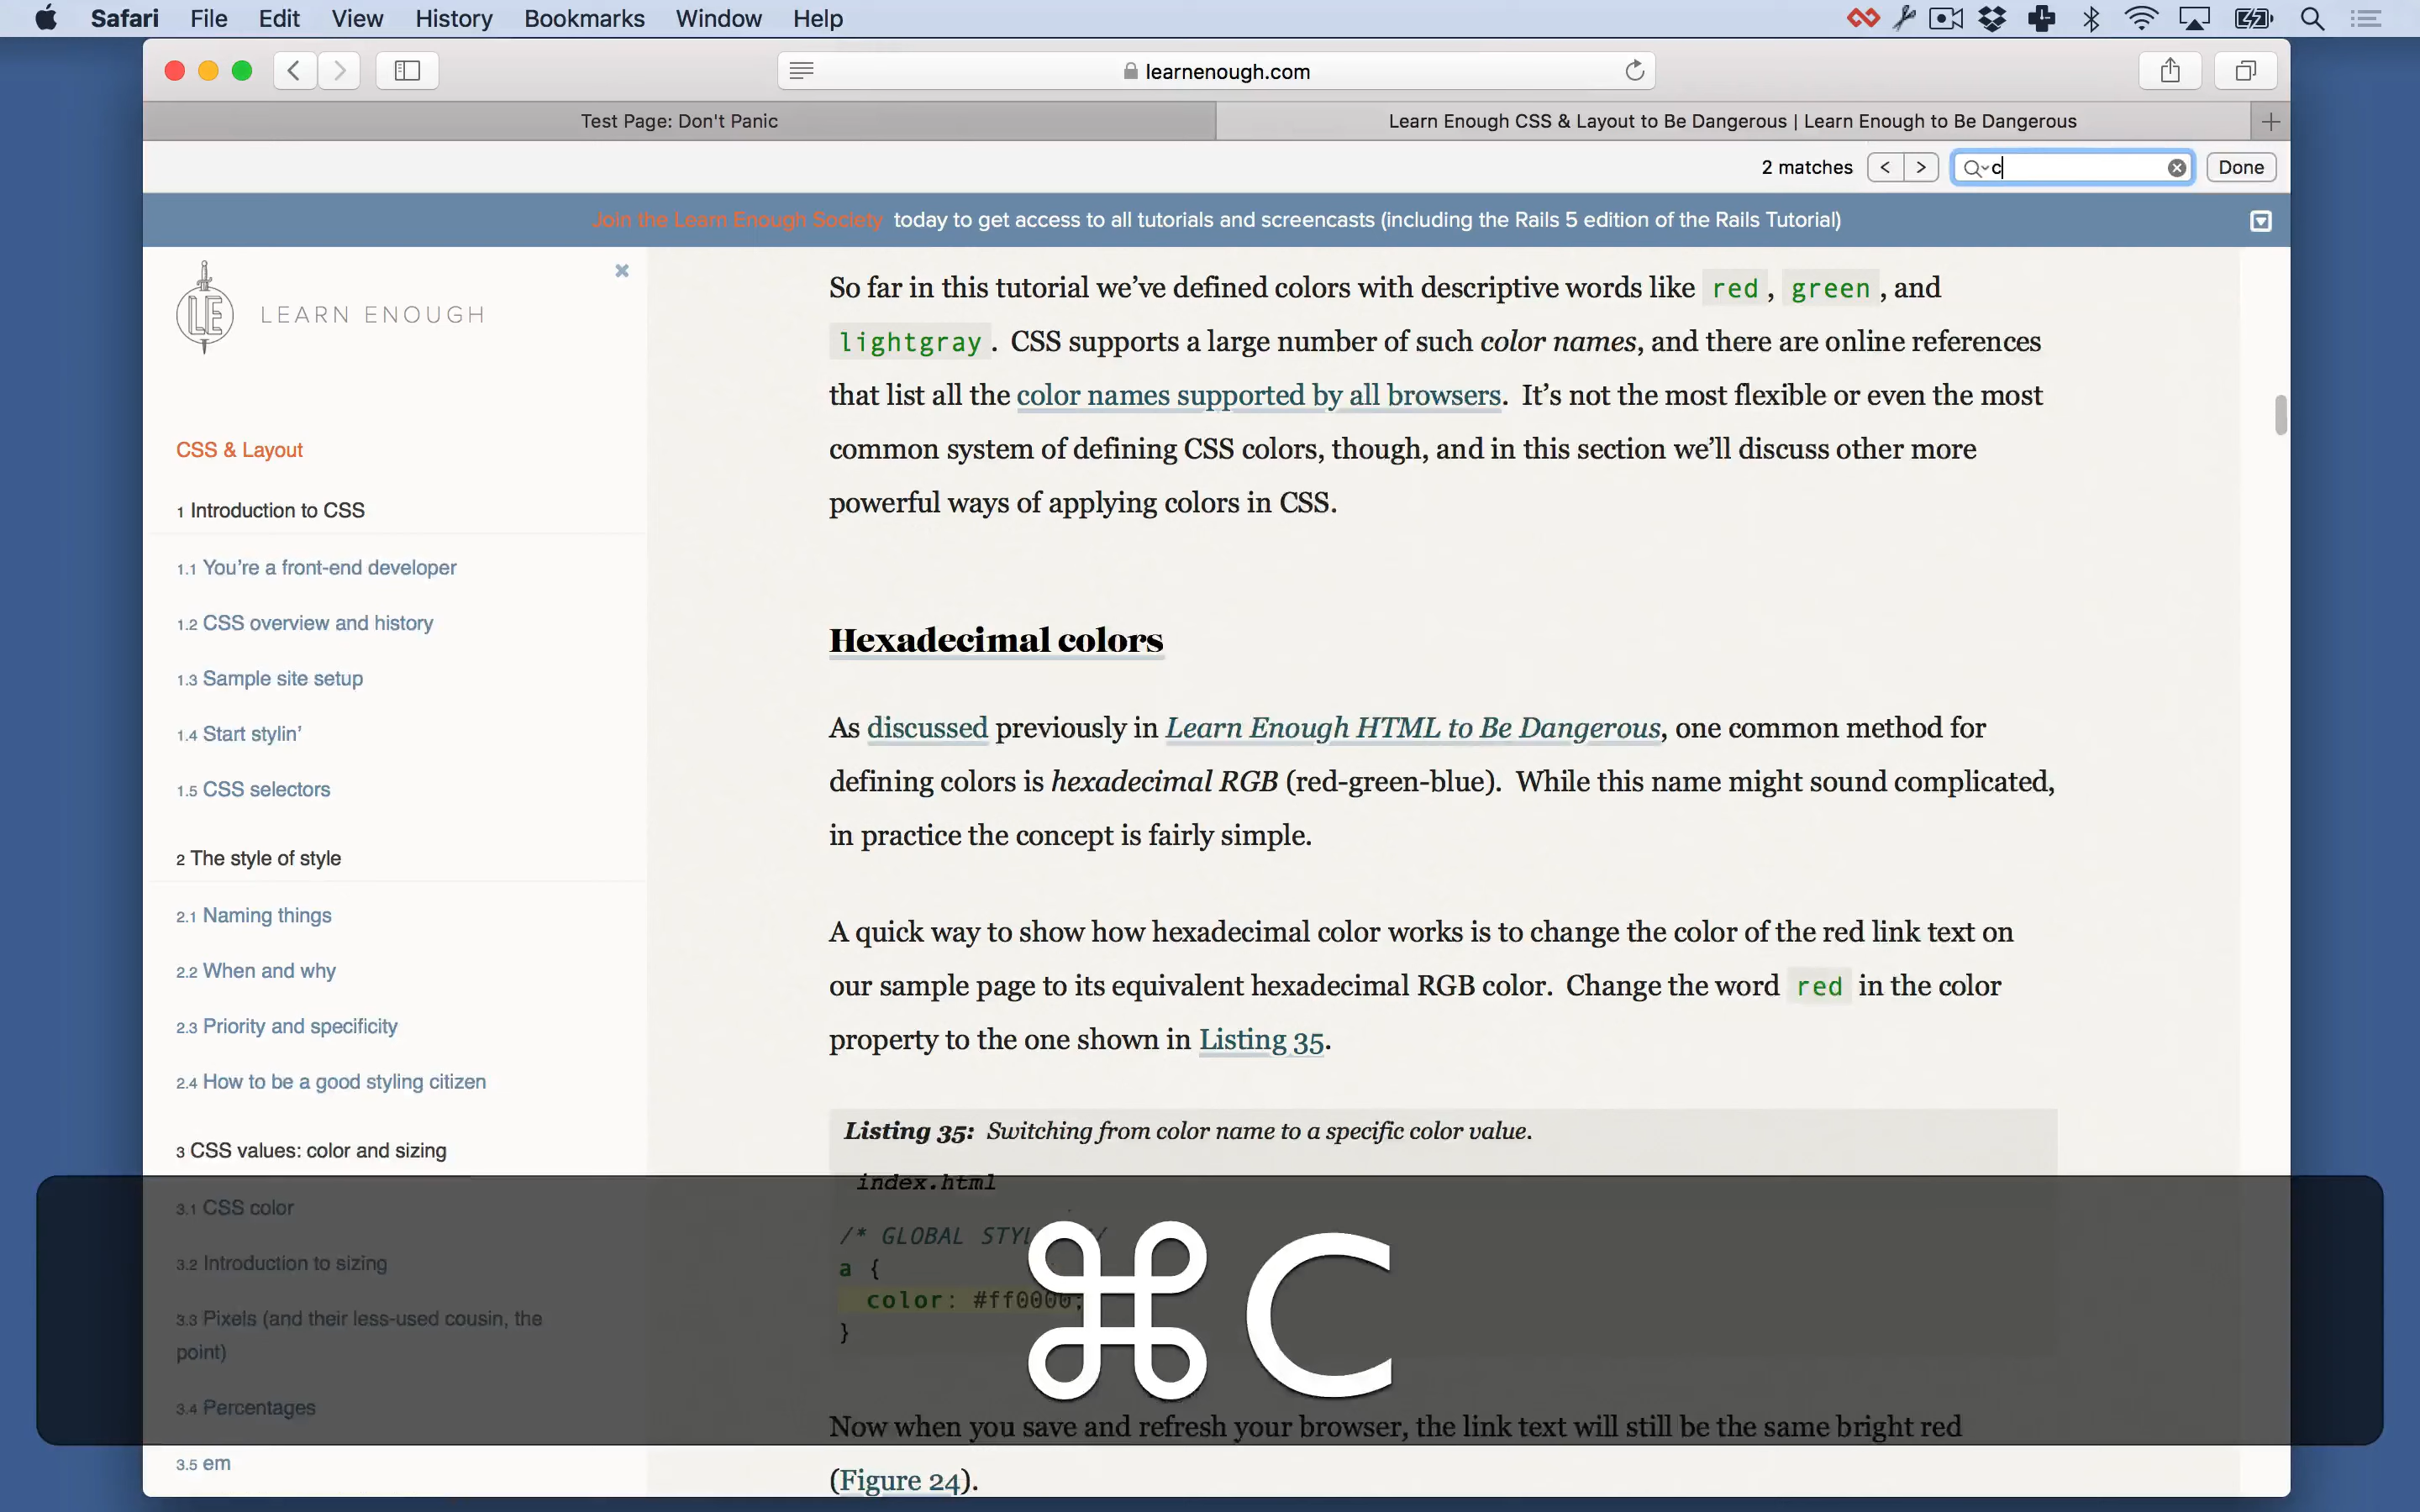 Safari File Edit View History Bookmarks Window Help
learnenough.com
Test Page: Don't Panic
Learn Enough CSS & Layout to Be Dangerous | Learn Enough to Be Dangerous
2 matches < > c Done
Join the Learn Enough Society today to get access to all tutorials and screencasts (including the Rails 5 edition of the Rails Tutorial)
LE LEARN ENOUGH
CSS & Layout
1 Introduction to CSS
1.1 You’re a front-end developer
1.2 CSS overview and history
1.3 Sample site setup
1.4 Start stylin’
1.5 CSS selectors
2 The style of style
2.1 Naming things
2.2 When and why
2.3 Priority and specificity
2.4 How to be a good styling citizen
3 CSS values: color and sizing
3.1 CSS color
3.2 Introduction to sizing
3.3 Pixels (and their less-used cousin, the
point)
3.4 Percentages
3.5 em
So far in this tutorial we’ve defined colors with descriptive words like red, green, and
lightgray. CSS supports a large number of such color names, and there are online references
that list all the color names supported by all browsers. It’s not the most flexible or even the most
common system of defining CSS colors, though, and in this section we’ll discuss other more
powerful ways of applying colors in CSS.
Hexadecimal colors
As discussed previously in Learn Enough HTML to Be Dangerous, one common method for
defining colors is hexadecimal RGB (red-green-blue). While this name might sound complicated,
in practice the concept is fairly simple.
A quick way to show how hexadecimal color works is to change the color of the red link text on
our sample page to its equivalent hexadecimal RGB color. Change the word red in the color
property to the one shown in Listing 35.
Listing 35: Switching from color name to a specific color value.
index.html
/* GLOBAL STYL /
a {
color: #ff0000;
}
⌘C
Now when you save and refresh your browser, the link text will still be the same bright red
(Figure 24).